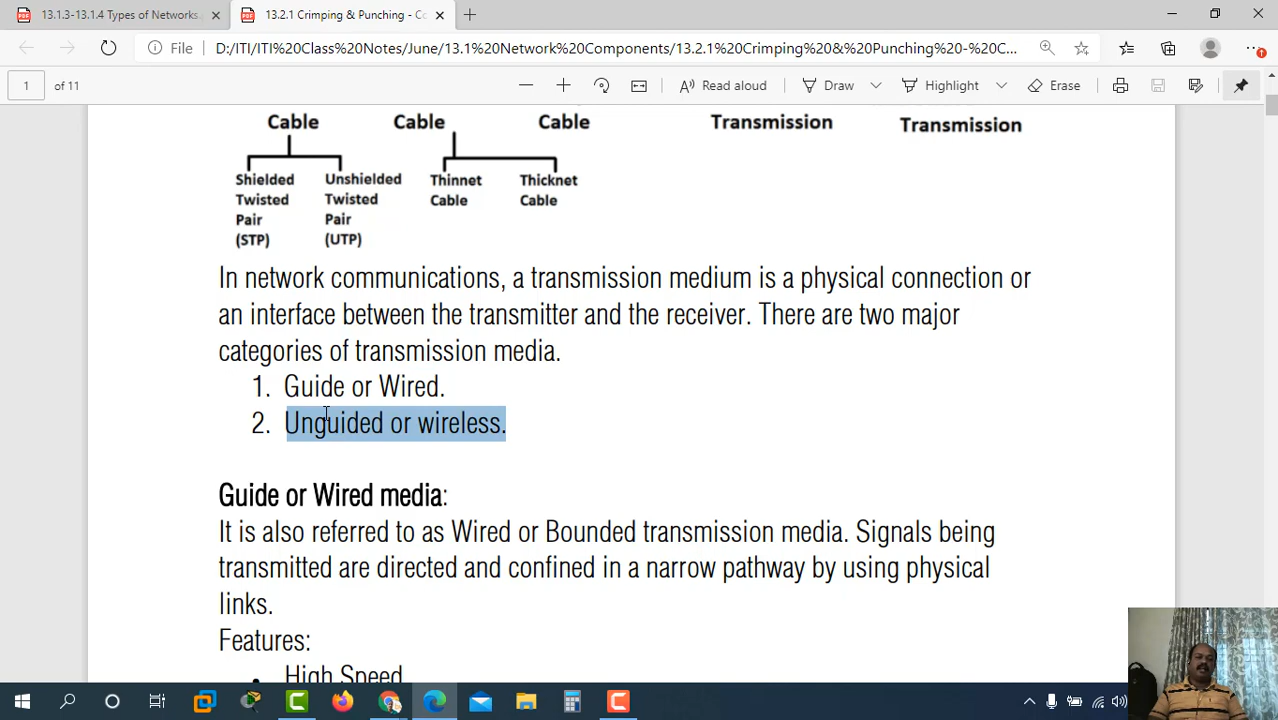 13.1.3-13.1.4 Types of Networks.
13.2.1 Crimping & Punching - Co
File
D:/ITI/ITI%20Class%20Notes/June/13.1%20Network%20Components/13.2.1%20Crimping%20&%20Punching%20-%20C...
1 of 11
Read aloud
Draw
Highlight
Erase
Cable Cable Cable Transmission Transmission
Shielded Twisted Pair (STP)
Unshielded Twisted Pair (UTP)
Thinnet Cable
Thicknet Cable
In network communications, a transmission medium is a physical connection or
an interface between the transmitter and the receiver. There are two major
categories of transmission media.
1. Guide or Wired.
2. Unguided or wireless.
Guide or Wired media:
It is also referred to as Wired or Bounded transmission media. Signals being
transmitted are directed and confined in a narrow pathway by using physical
links.
Features:
• High Speed